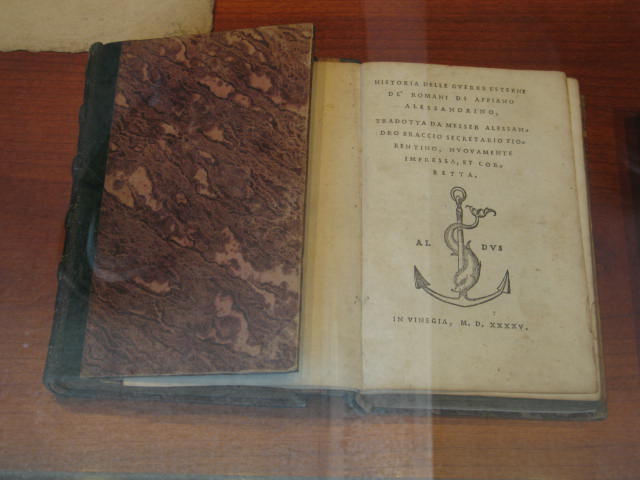 HISTORIA DELLE GVERRE ESTERNE
DE' ROMANI DI APPIANO
ALESSANDRINO,
TRADOTTA DA MESSER ALESSAN-
DRO BRACCIO SECRETARIO FIO-
RENTINO, NVOVAMENTE
IMPRESSA, ET COR-
RETTA.
AL DVS
IN VINEGIA, M. D. XXXXV.